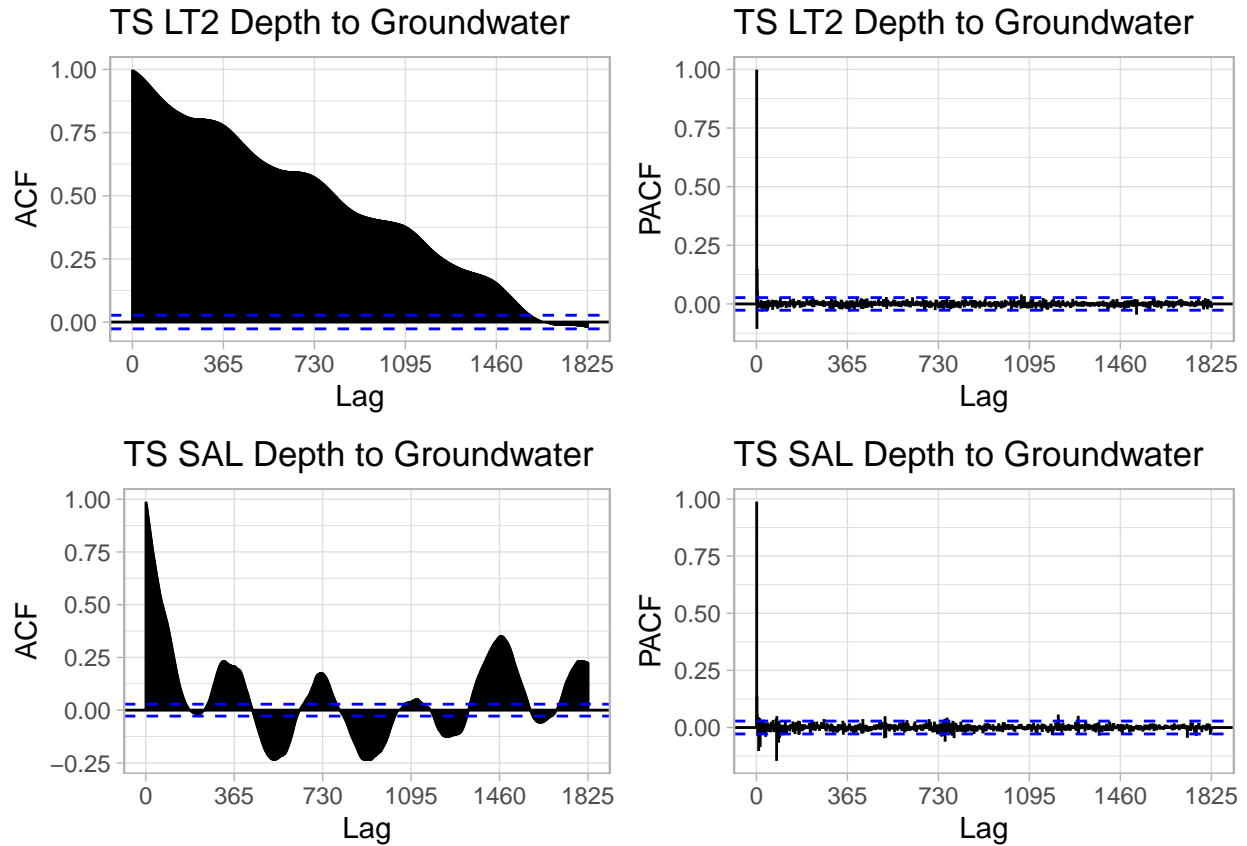 TS LT2 Depth to Groundwater
1.00
0.75
0.50
0.25
0.00
ACF
0 365 730 1095 1460 1825
Lag
TS LT2 Depth to Groundwater
1.00
0.75
0.50
0.25
0.00
PACF
0 365 730 1095 1460 1825
Lag
TS SAL Depth to Groundwater
1.00
0.75
0.50
0.25
0.00
−0.25
ACF
0 365 730 1095 1460 1825
Lag
TS SAL Depth to Groundwater
1.00
0.75
0.50
0.25
0.00
PACF
0 365 730 1095 1460 1825
Lag